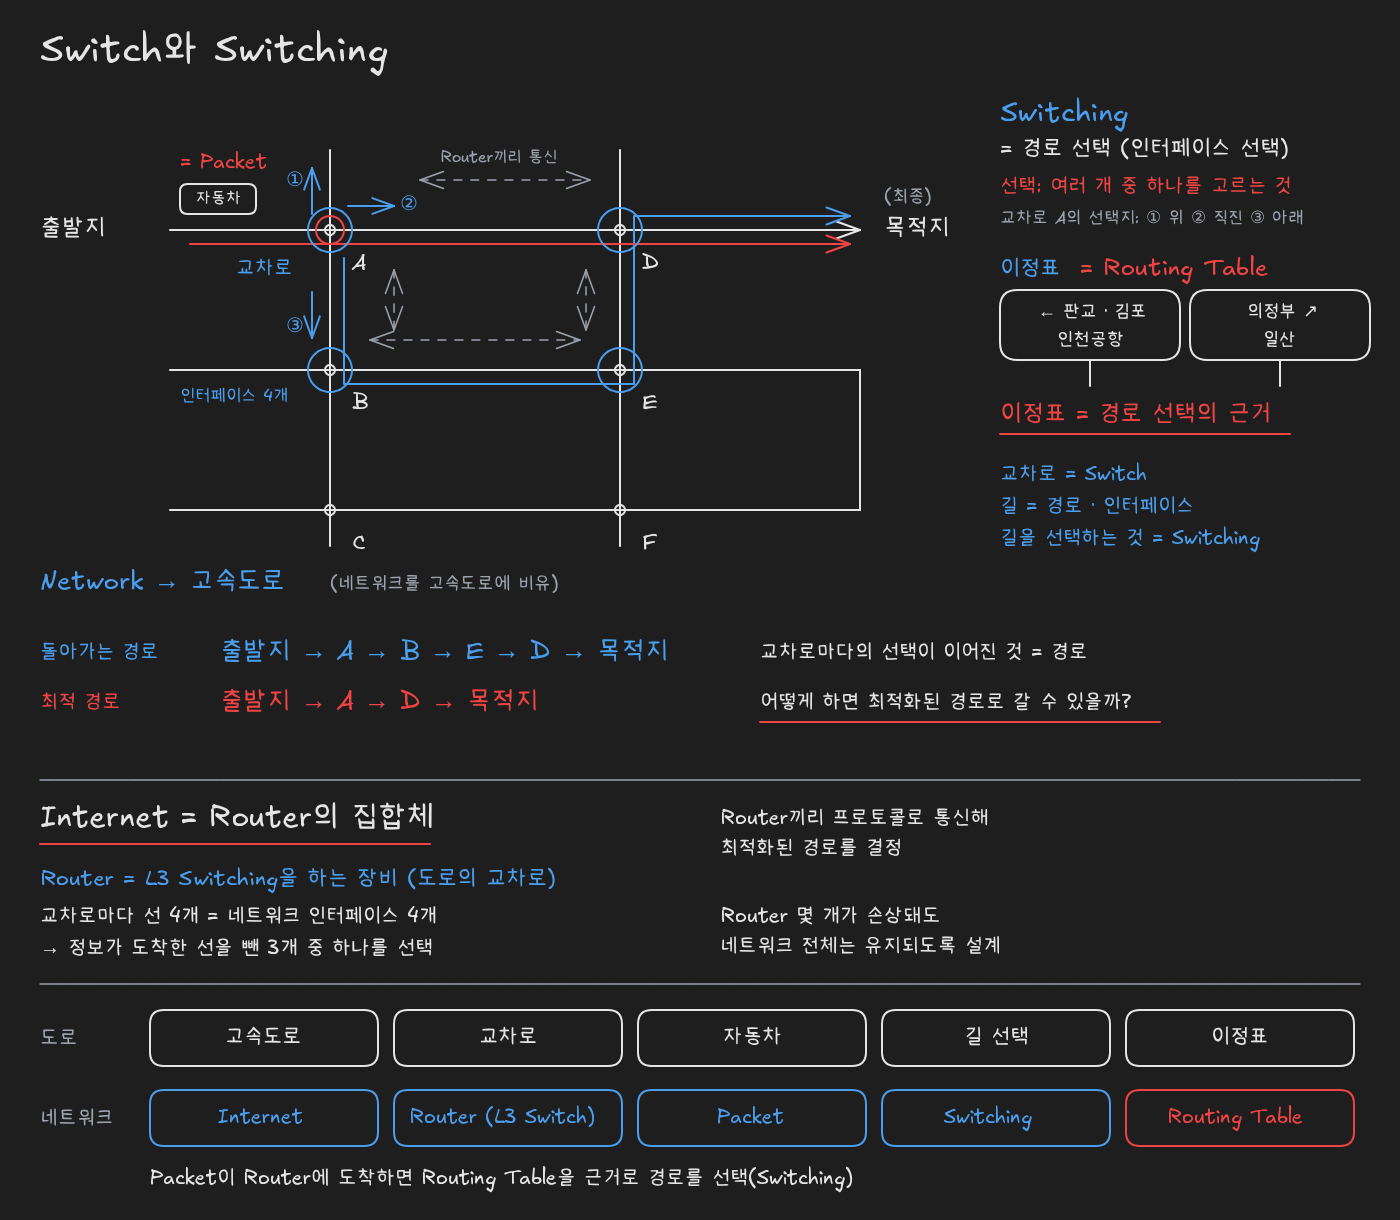 Switch와 Switching
= Packet
자동차
①
②
③
Router끼리 통신
출발지
(최종)
목적지
교차로
A
D
인터페이스 4개
B
E
C
F
Switching
= 경로 선택 (인터페이스 선택)
선택; 여러 개 중 하나를 고르는 것
교차로 A의 선택지; ① 위 ② 직진 ③ 아래
이정표 = Routing Table
← 판교 · 김포
인천공항
의정부 ↗
일산
이정표 = 경로 선택의 근거
교차로 = Switch
길 = 경로 · 인터페이스
길을 선택하는 것 = Switching
Network → 고속도로 (네트워크를 고속도로에 비유)
돌아가는 경로 출발지 → A → B → E → D → 목적지
교차로마다의 선택이 이어진 것 = 경로
최적 경로 출발지 → A → D → 목적지
어떻게 하면 최적화된 경로로 갈 수 있을까?
Internet = Router의 집합체
Router = L3 Switching을 하는 장비 (도로의 교차로)
교차로마다 선 4개 = 네트워크 인터페이스 4개
→ 정보가 도착한 선을 뺀 3개 중 하나를 선택
Router끼리 프로토콜로 통신해
최적화된 경로를 결정
Router 몇 개가 손상돼도
네트워크 전체는 유지되도록 설계
도로 고속도로 교차로 자동차 길 선택 이정표
네트워크 Internet Router (L3 Switch) Packet Switching Routing Table
Packet이 Router에 도착하면 Routing Table을 근거로 경로를 선택(Switching)